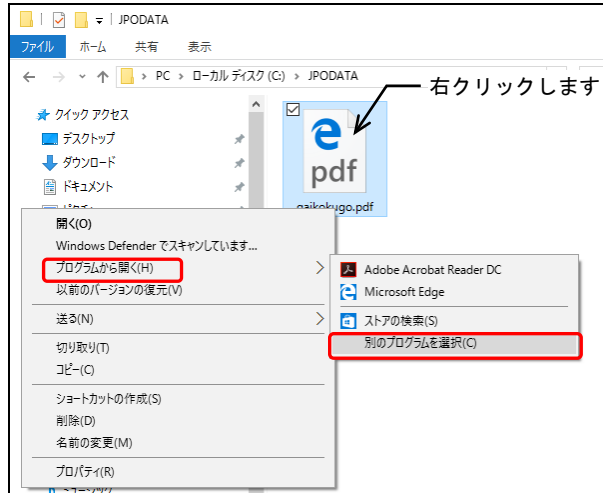 JPODATA
ファイル ホーム 共有 表示
PC > ローカル ディスク (C:) > JPODATA
右クリックします
クイック アクセス
デスクトップ
ダウンロード
ドキュメント
pdf
gaikokugo.pdf
開く(O)
Windows Defender でスキャンしています...
プログラムから開く(H)
以前のバージョンの復元(V)
送る(N)
切り取り(T)
コピー(C)
ショートカットの作成(S)
削除(D)
名前の変更(M)
プロパティ(R)
Adobe Acrobat Reader DC
Microsoft Edge
ストアの検索(S)
別のプログラムを選択(C)